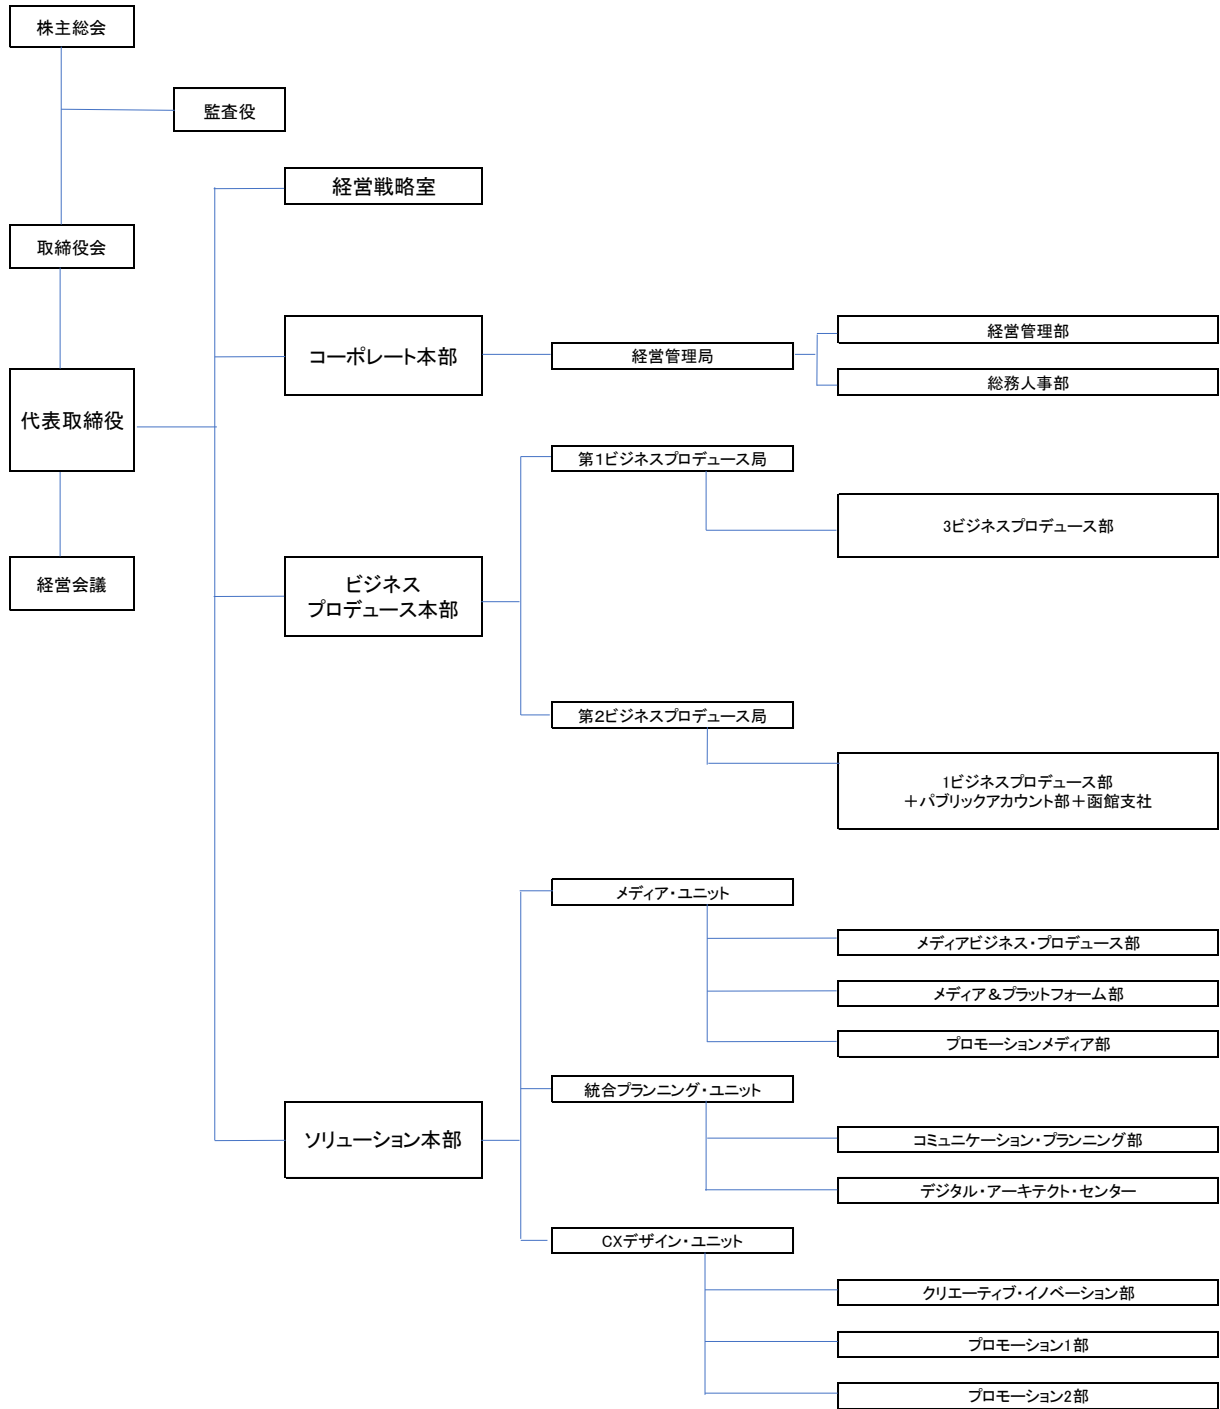 株主総会
監査役
経営戦略室
取締役会
コーポレート本部
経営管理局
経営管理部
総務人事部
代表取締役
経営会議
ビジネス
プロデュース本部
第1ビジネスプロデュース局
3ビジネスプロデュース部
第2ビジネスプロデュース局
1ビジネスプロデュース部
＋パブリックアカウント部＋函館支社
ソリューション本部
メディア・ユニット
メディアビジネス・プロデュース部
メディア＆プラットフォーム部
プロモーションメディア部
統合プランニング・ユニット
コミュニケーション・プランニング部
デジタル・アーキテクト・センター
CXデザイン・ユニット
クリエーティブ・イノベーション部
プロモーション1部
プロモーション2部